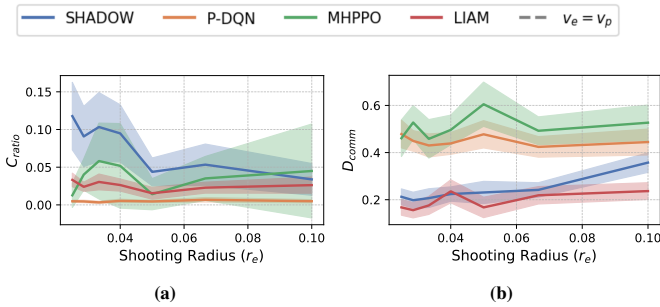 SHADOW P-DQN MHPPO LIAM v_e = v_p
C_ratio
0.15
0.10
0.05
0.00
0.04 0.06 0.08 0.10
Shooting Radius (r_e)
(a)
D_comm
0.6
0.4
0.2
0.04 0.06 0.08 0.10
Shooting Radius (r_e)
(b)